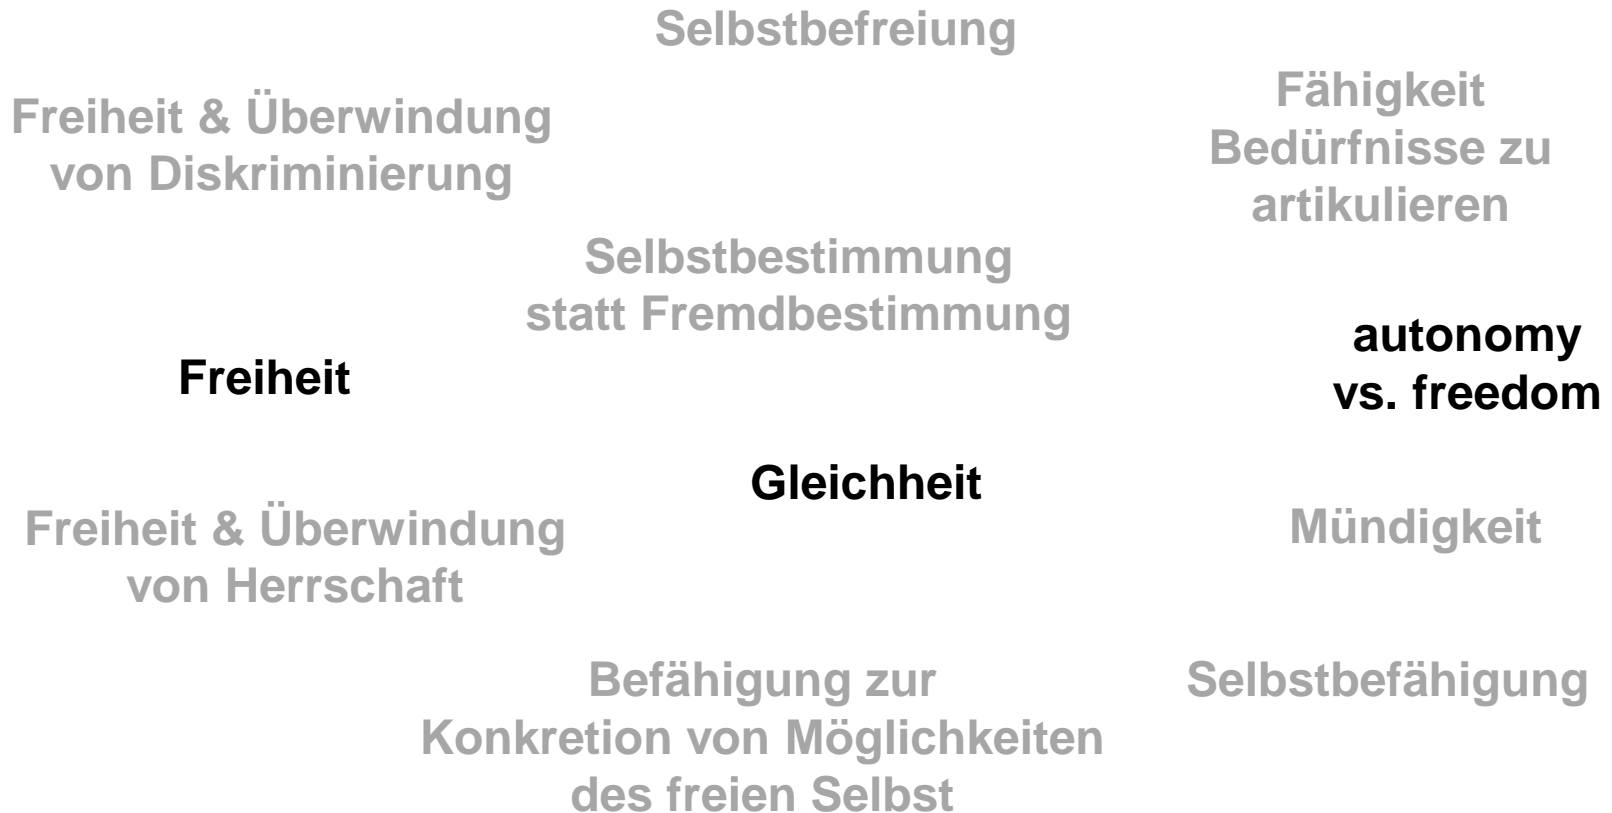 Selbstbefreiung
Freiheit & Überwindung
von Diskriminierung
Fähigkeit
Bedürfnisse zu
artikulieren
Selbstbestimmung
statt Fremdbestimmung
Freiheit
autonomy
vs. freedom
Gleichheit
Freiheit & Überwindung
von Herrschaft
Mündigkeit
Befähigung zur
Konkretion von Möglichkeiten
des freien Selbst
Selbstbefähigung